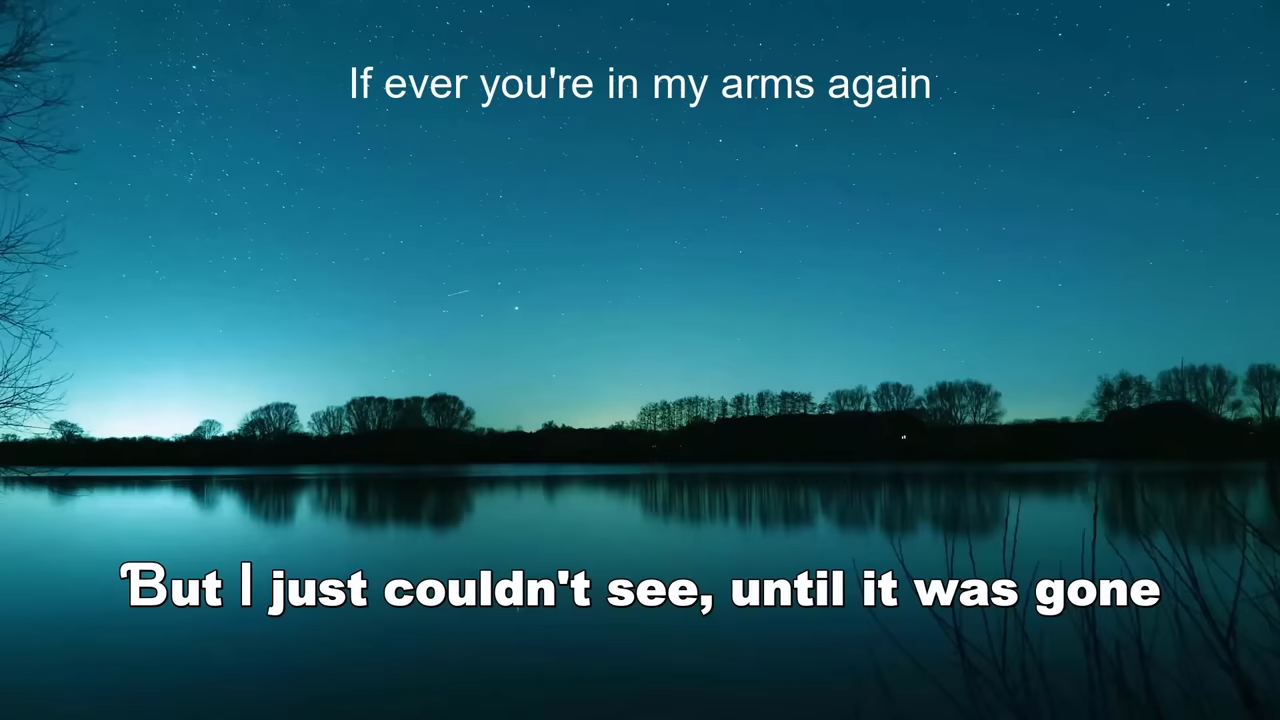 If ever you're in my arms again
But I just couldn't see, until it was gone